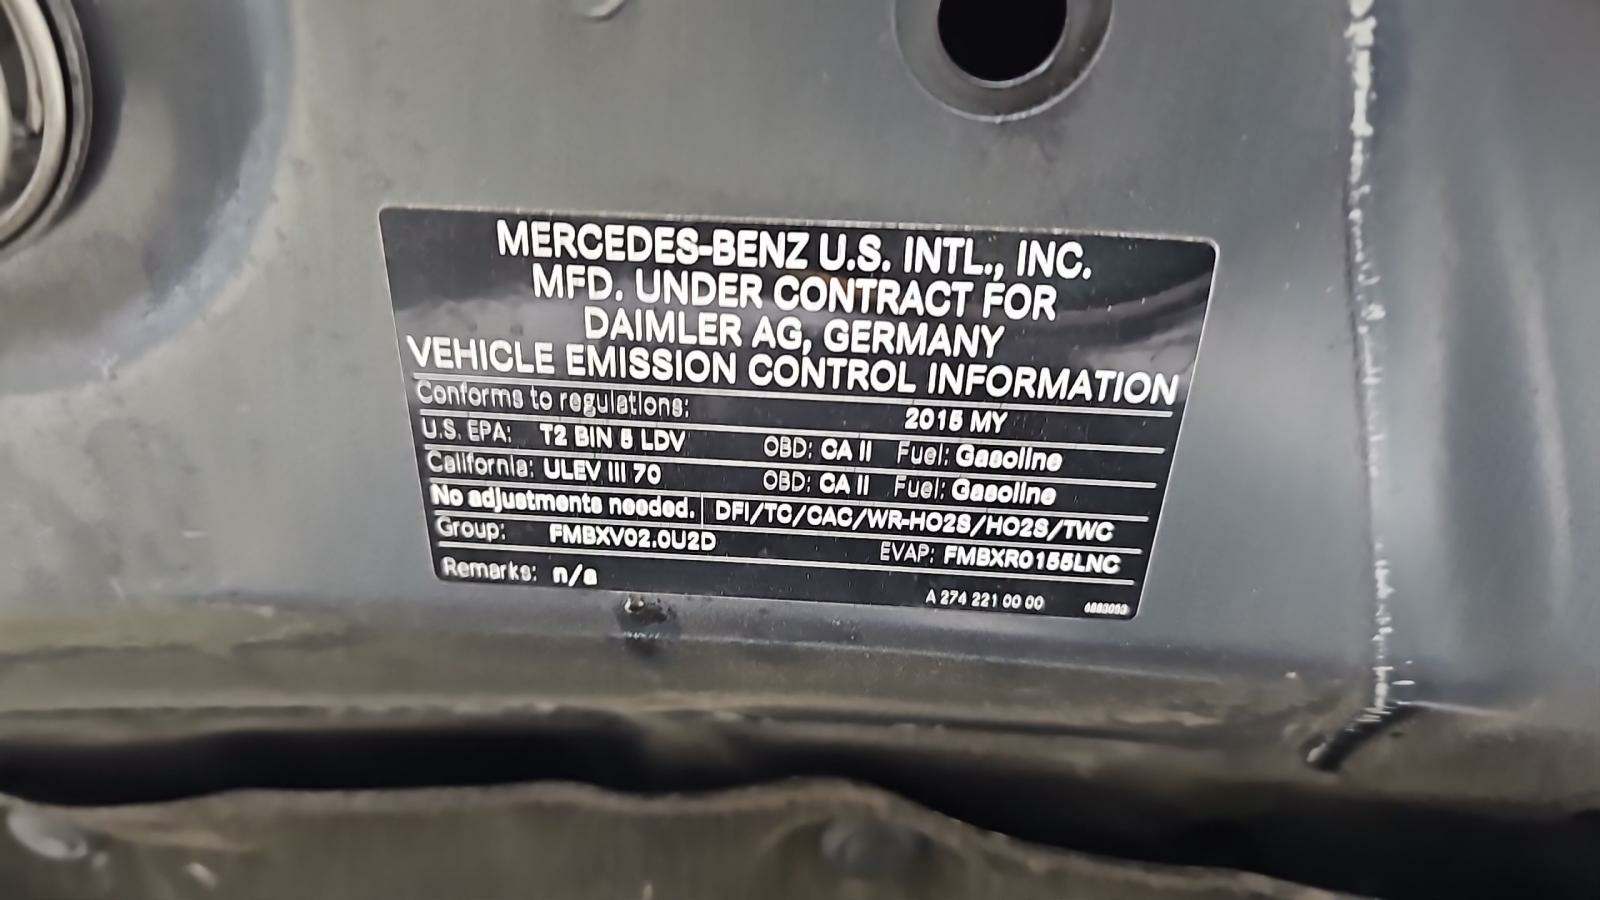 MERCEDES-BENZ U.S. INTL., INC.
MFD. UNDER CONTRACT FOR
DAIMLER AG, GERMANY
VEHICLE EMISSION CONTROL INFORMATION
Conforms to regulations: 2015 MY
U.S. EPA: T2 BIN 5 LDV OBD: CA II Fuel: Gasoline
California: ULEV III 70 OBD: CA II Fuel: Gasoline
No adjustments needed. DFI/TC/CAC/WR-HO2S/HO2S/TWC
Group: FMBXV02.0U2D EVAP: FMBXR0155LNC
Remarks: n/a
A 274 221 00 00